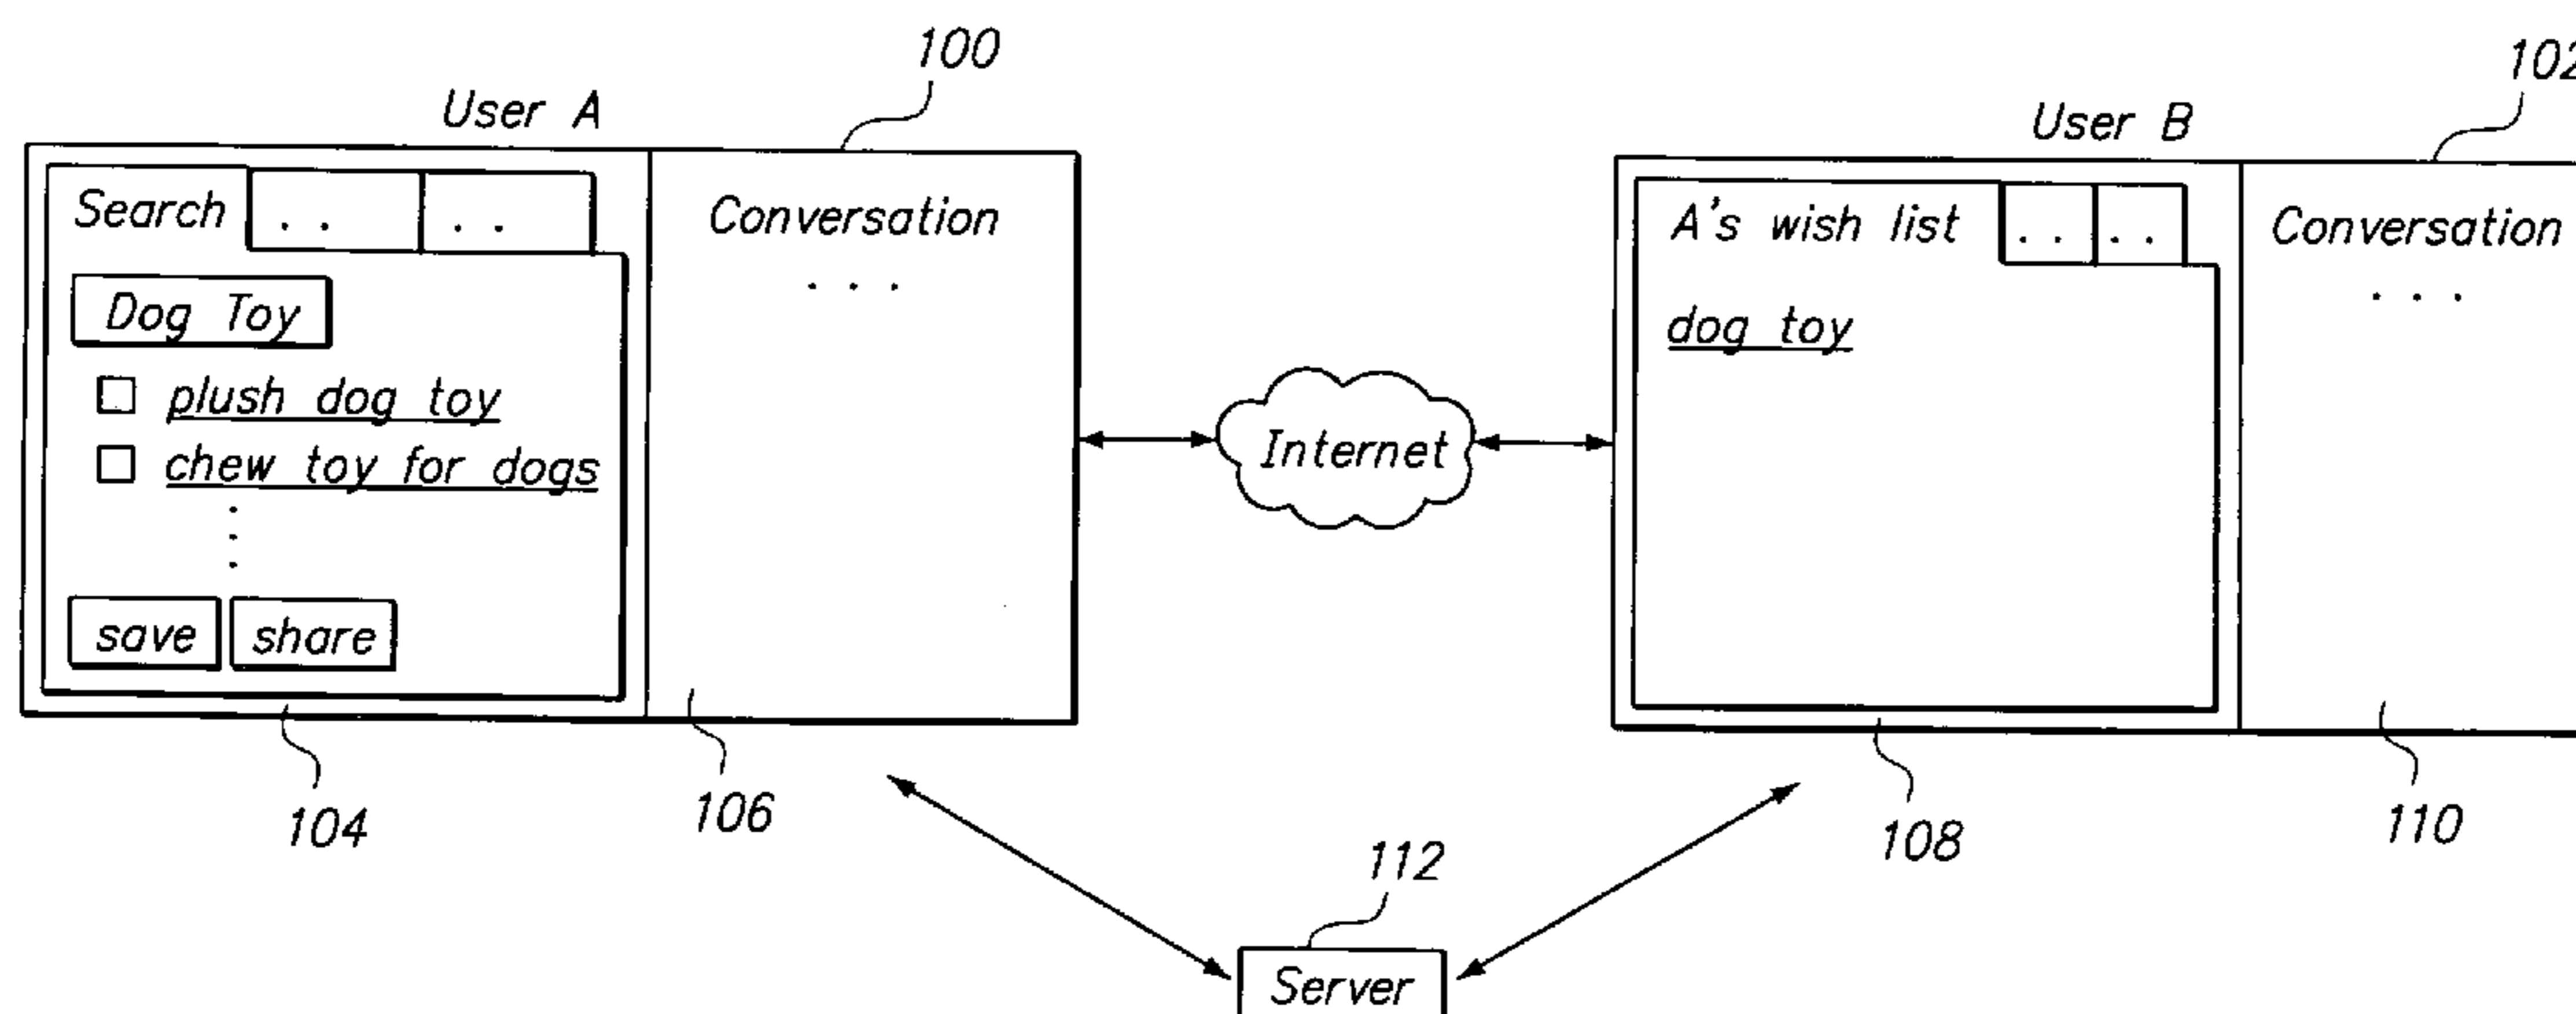 100
102
User A
User B
Search . . . .
Conversation
. . .
Dog Toy
plush dog toy
chew toy for dogs
save share
A's wish list . . . .
dog toy
Conversation
. . .
Internet
104
106
108
110
112
Server